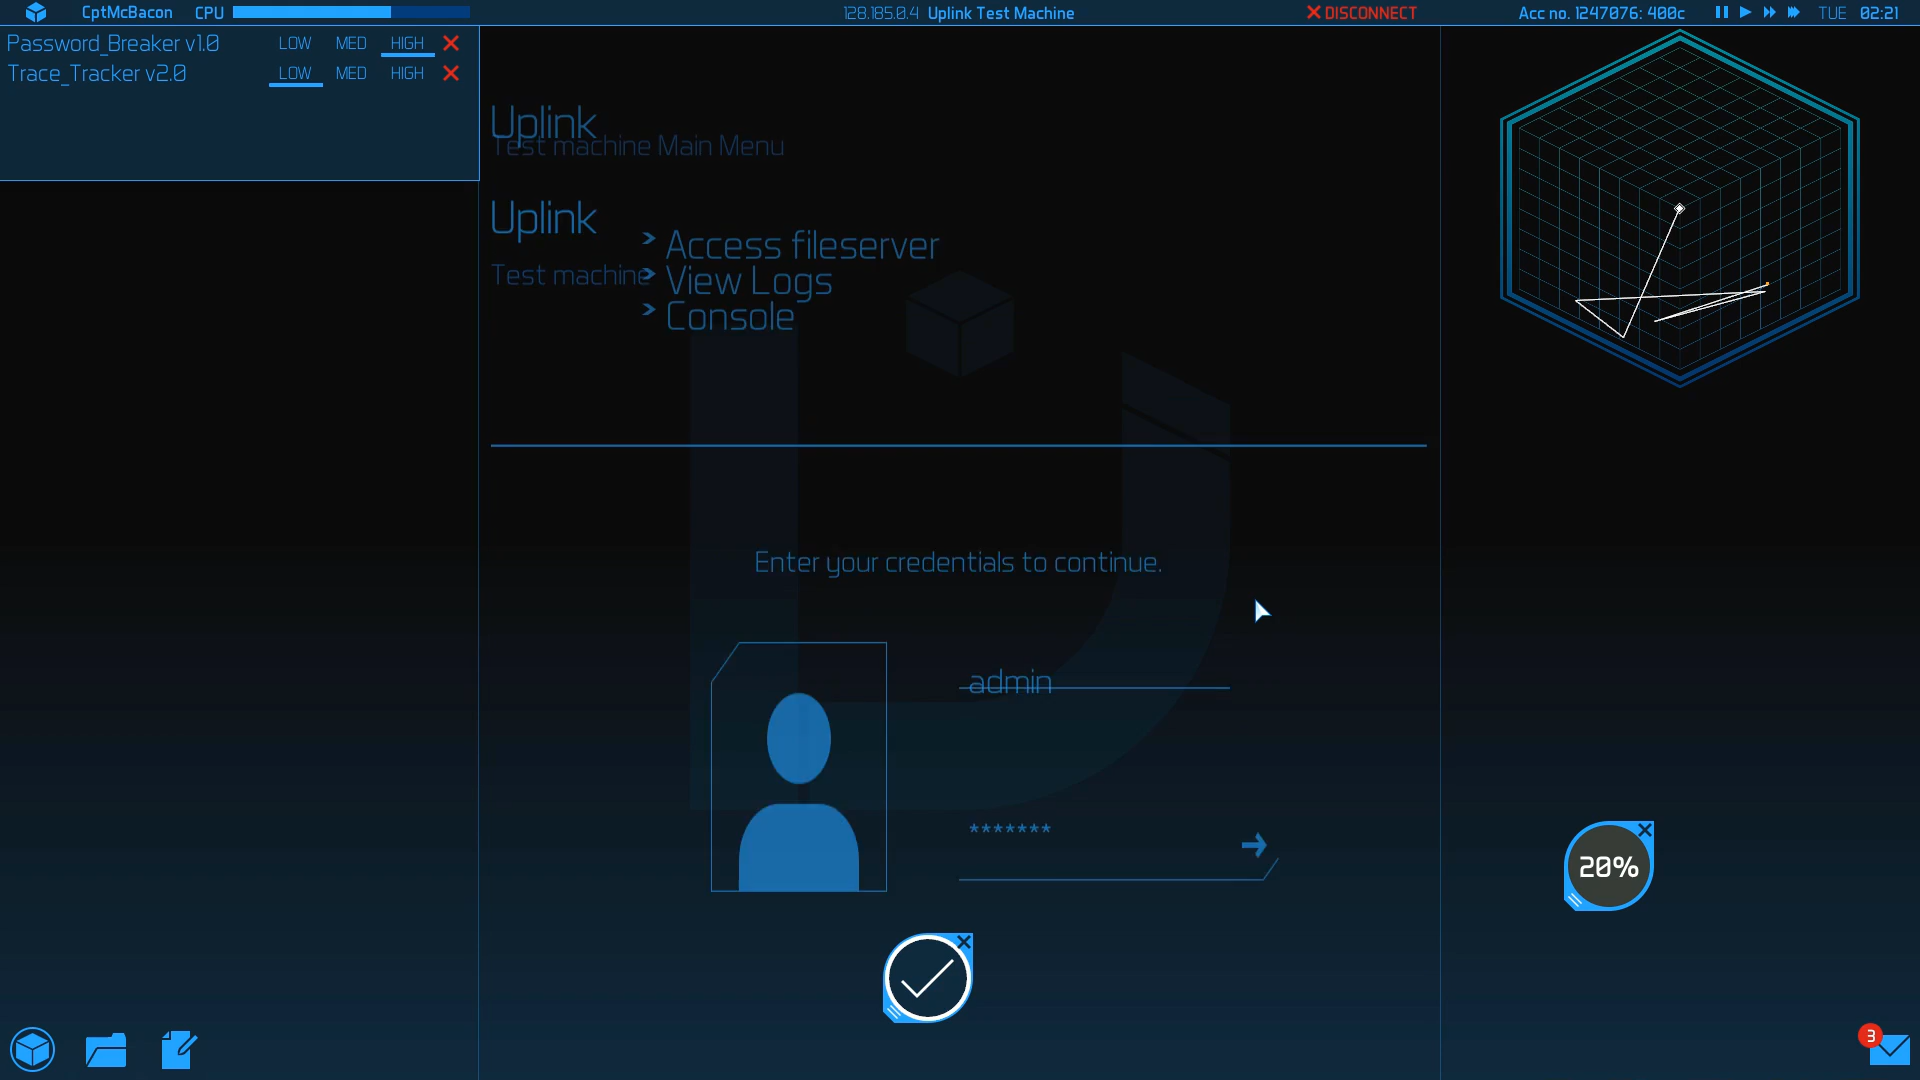 CptMcBacon CPU 128.185.0.4 Uplink Test Machine DISCONNECT Acc no. 1247076: 400c TUE 02:21
Password_Breaker v1.0 LOW MED HIGH
Trace_Tracker v2.0 LOW MED HIGH
Uplink
Test machine Main Menu
Uplink
Access fileserver
Test machine
View Logs
Console
Enter your credentials to continue.
admin
*******
20%
3